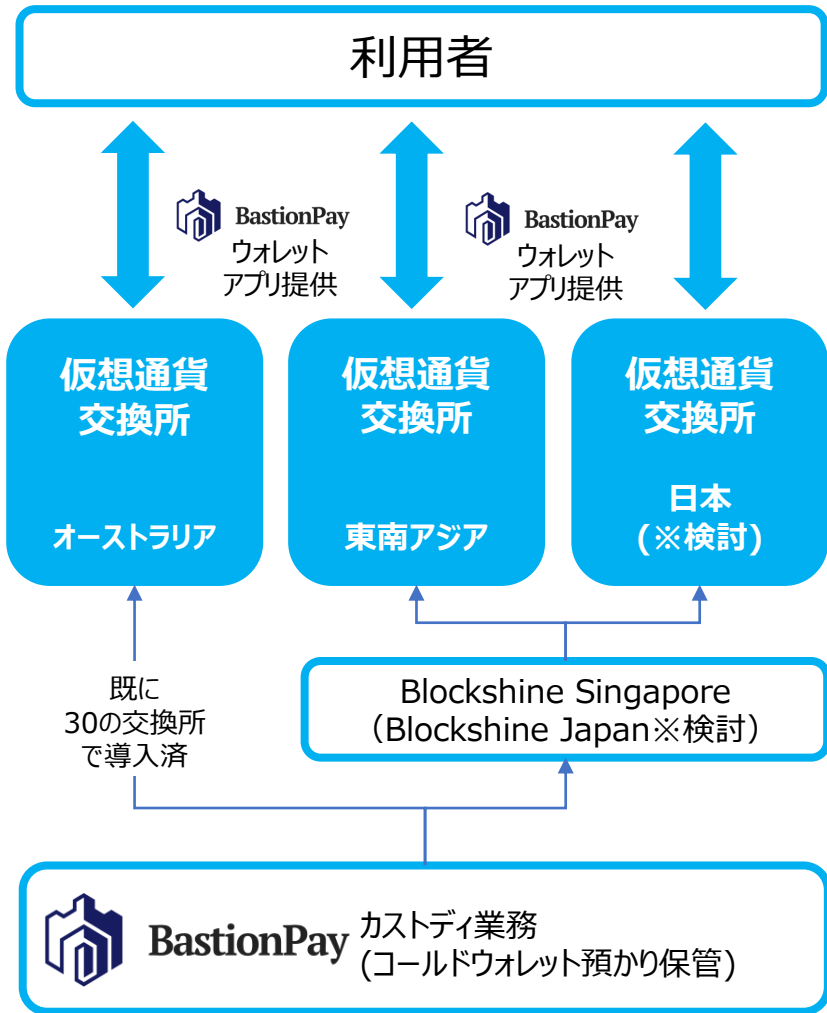 利用者
BastionPay
ウォレット
アプリ提供
BastionPay
ウォレット
アプリ提供
仮想通貨
交換所
オーストラリア
仮想通貨
交換所
東南アジア
仮想通貨
交換所
日本
(※検討)
既に
30の交換所
で導入済
Blockshine Singapore
（Blockshine Japan※検討）
BastionPay
カストディ業務
(コールドウォレット預かり保管)